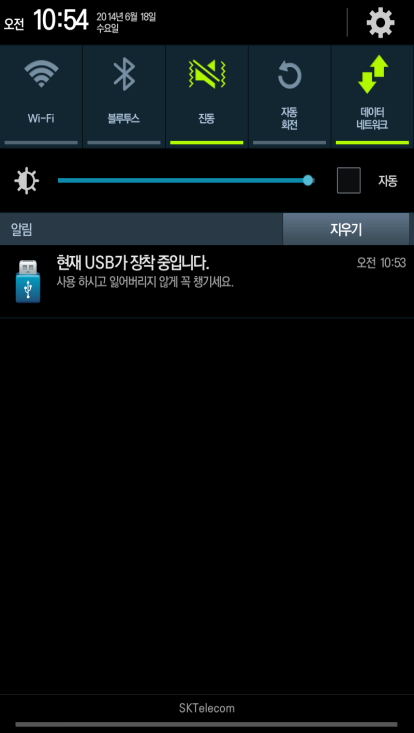 오전 10:54 2014년 6월 18일
수요일
Wi-Fi
블루투스
진동
자동
회전
데이터
네트워크
자동
알림
지우기
현재 USB가 장착 중입니다.
오전 10:53
사용 하시고 잃어버리지 않게 꼭 챙기세요.
SKTelecom